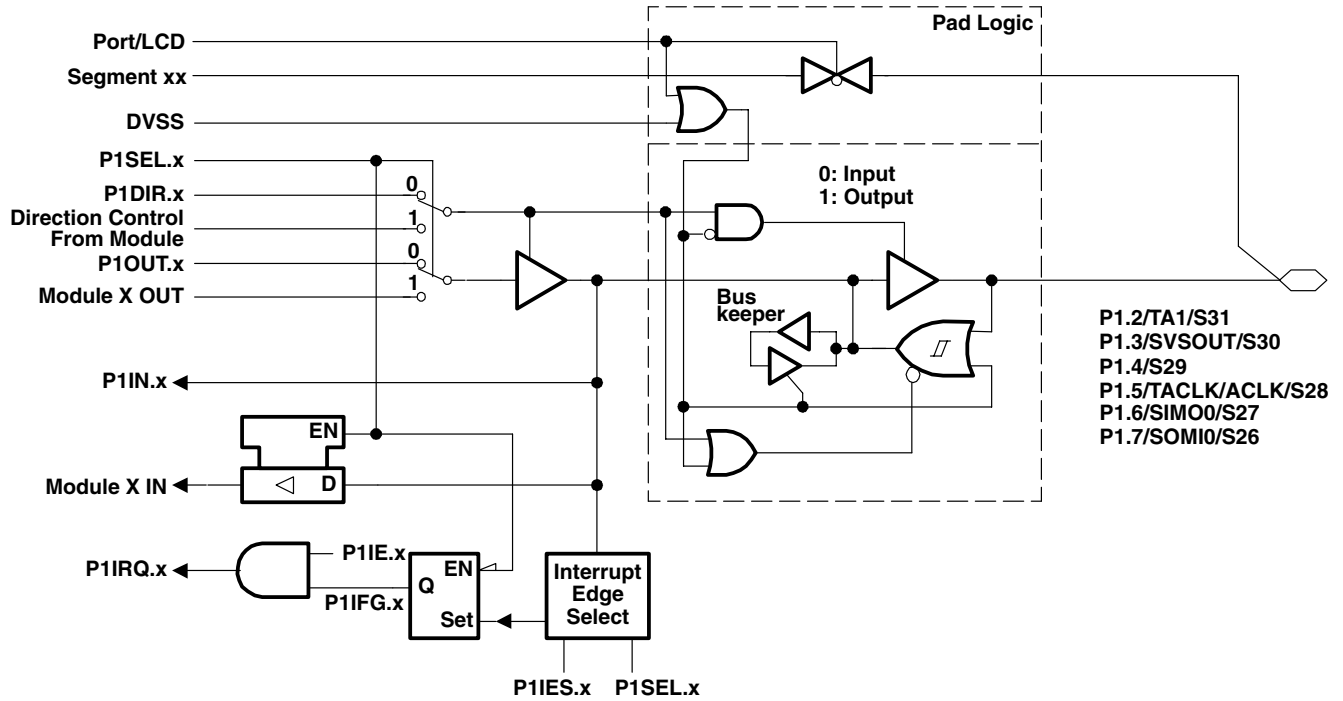 Pad Logic
Port/LCD
Segment xx
DVSS
P1SEL.x
P1DIR.x
0
Direction Control
From Module
1
P1OUT.x
0
Module X OUT
1
0: Input
1: Output
Bus
keeper
P1.2/TA1/S31
P1.3/SVSOUT/S30
P1.4/S29
P1.5/TACLK/ACLK/S28
P1.6/SIMO0/S27
P1.7/SOMI0/S26
P1IN.x
EN
Module X IN
D
P1IRQ.x
P1IE.x
P1IFG.x
EN
Q
Set
Interrupt
Edge
Select
P1IES.x
P1SEL.x